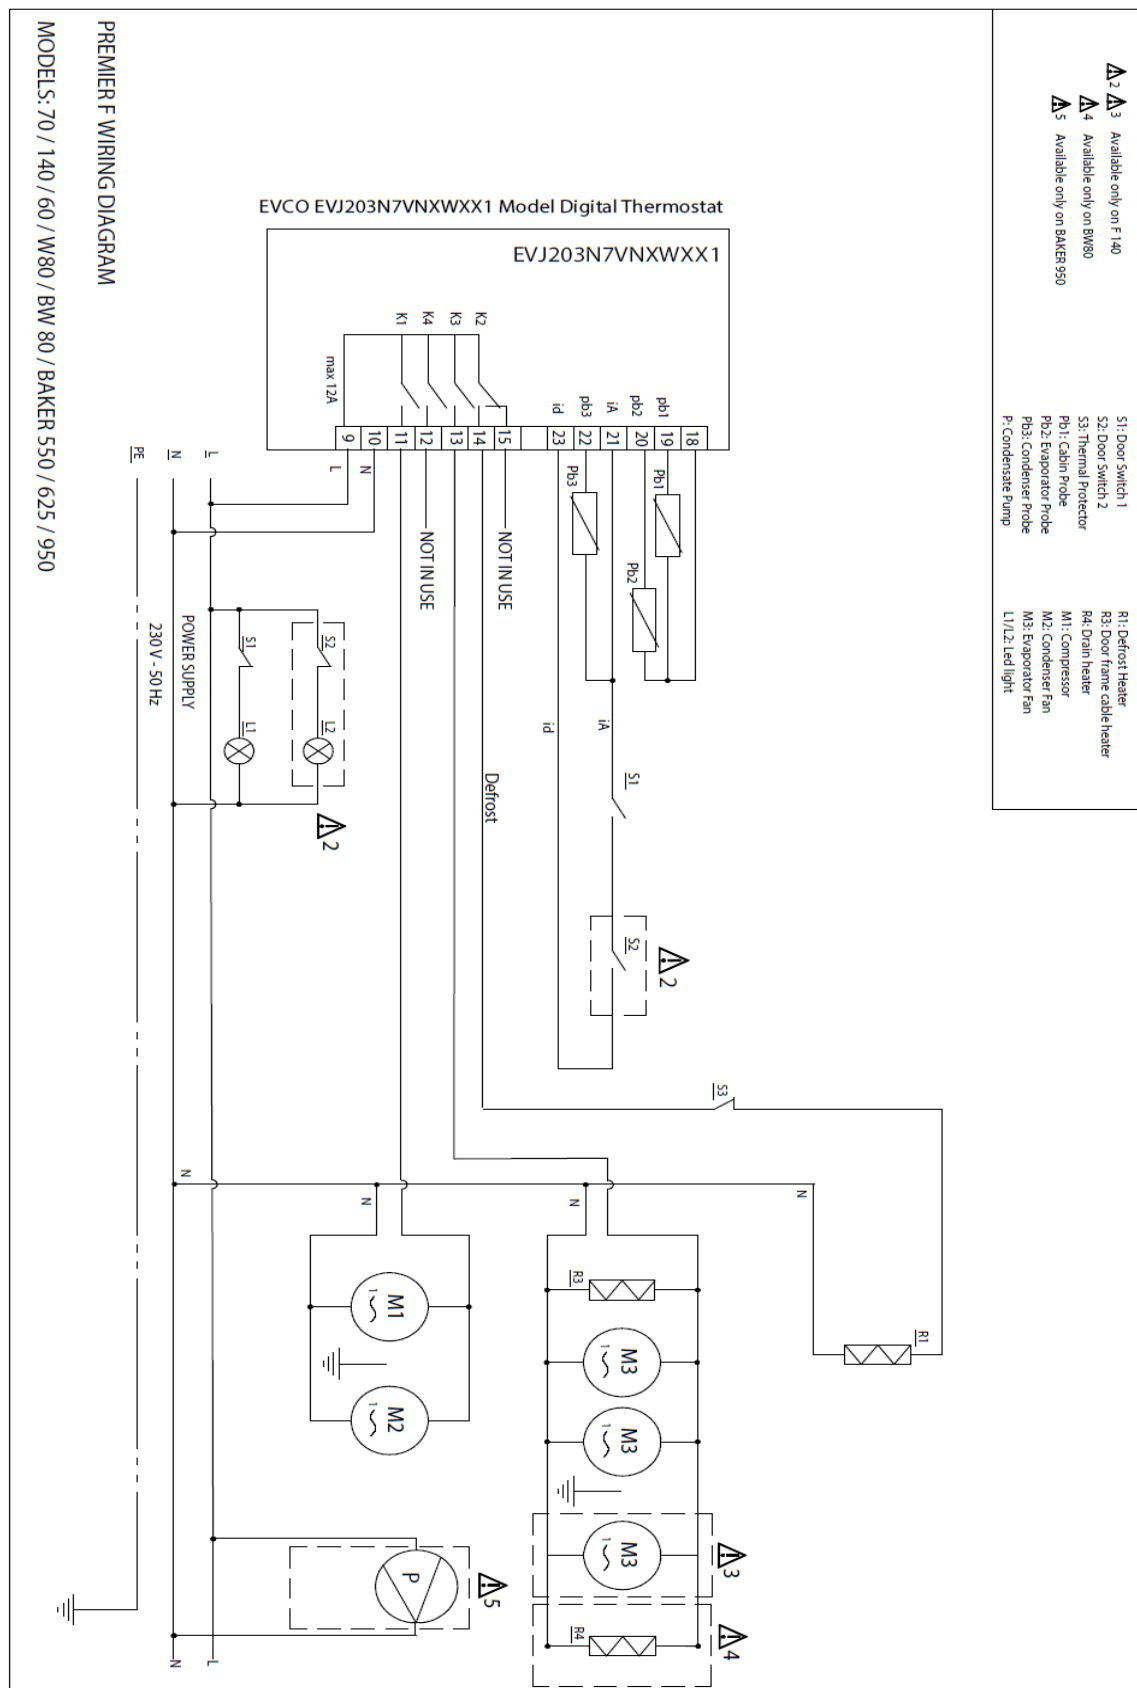 PREMIER F WIRING DIAGRAM
MODELS: 70 / 140 / 60 / W80 / BW 80 / BAKER 550 / 625 / 950
2 3 Available only on F 140
4 Available only on BW80
5 Available only on BAKER 950
S1: Door Switch 1
S2: Door Switch 2
S3: Thermal Protector
Pb1: Cabin Probe
Pb2: Evaporator Probe
Pb3: Condenser Probe
P: Condensate Pump
R1: Defrost Heater
R3: Door frame cable heater
R4: Drain heater
M1: Compressor
M2: Condenser Fan
M3: Evaporator Fan
L1/L2: Led light
EVCO EVJ203N7VNXWXX1 Model Digital Thermostat
EVJ203N7VNXWXX1
K1
K4
K3
K2
max 12A
id
pb3
iA
pb2
pb1
9
10
11
12
13
14
15
23
22
21
20
19
18
L
N
PE
N
L
NOT IN USE
NOT IN USE
Pb3
Pb1
Pb2
POWER SUPPLY
230 V - 50 Hz
S1
L1
S2
L2
2
Defrost
id
iA
S1
S2
2
S3
N
N
N
N
R1
R3
M1
1
M2
1
M3
1
M3
1
M3
1
3
R4
4
P
5
N
L